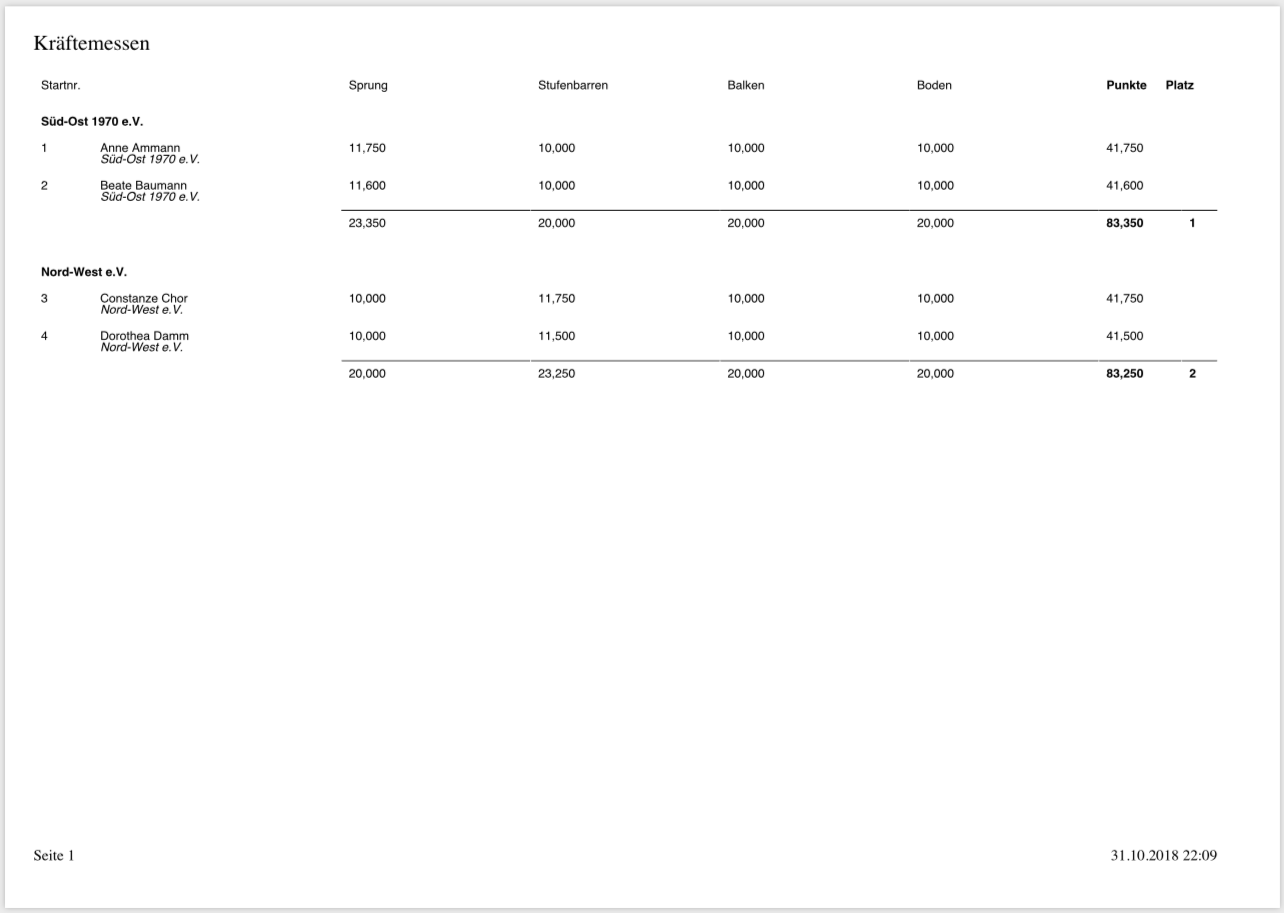 Kräftemessen
Startnr. Sprung Stufenbarren Balken Boden Punkte Platz
Süd-Ost 1970 e.V.
1 Anne Ammann 11,750 10,000 10,000 10,000 41,750
Süd-Ost 1970 e.V.
2 Beate Baumann 11,600 10,000 10,000 10,000 41,600
Süd-Ost 1970 e.V.
23,350 20,000 20,000 20,000 83,350 1
Nord-West e.V.
3 Constanze Chor 10,000 11,750 10,000 10,000 41,750
Nord-West e.V.
4 Dorothea Damm 10,000 11,500 10,000 10,000 41,500
Nord-West e.V.
20,000 23,250 20,000 20,000 83,250 2
Seite 1 31.10.2018 22:09